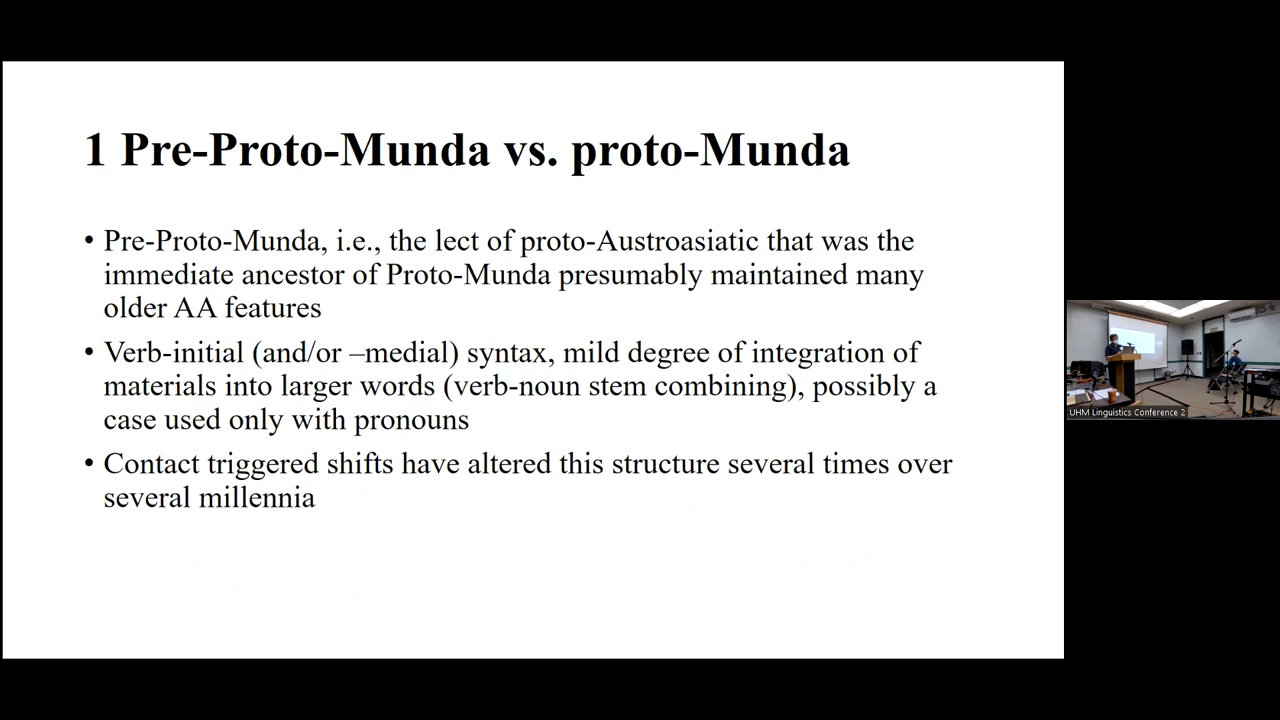 1 Pre-Proto-Munda vs. proto-Munda
• Pre-Proto-Munda, i.e., the lect of proto-Austroasiatic that was the
immediate ancestor of Proto-Munda presumably maintained many
older AA features
• Verb-initial (and/or –medial) syntax, mild degree of integration of
materials into larger words (verb-noun stem combining), possibly a
case used only with pronouns
• Contact triggered shifts have altered this structure several times over
several millennia
UHM Linguistics Conference 2